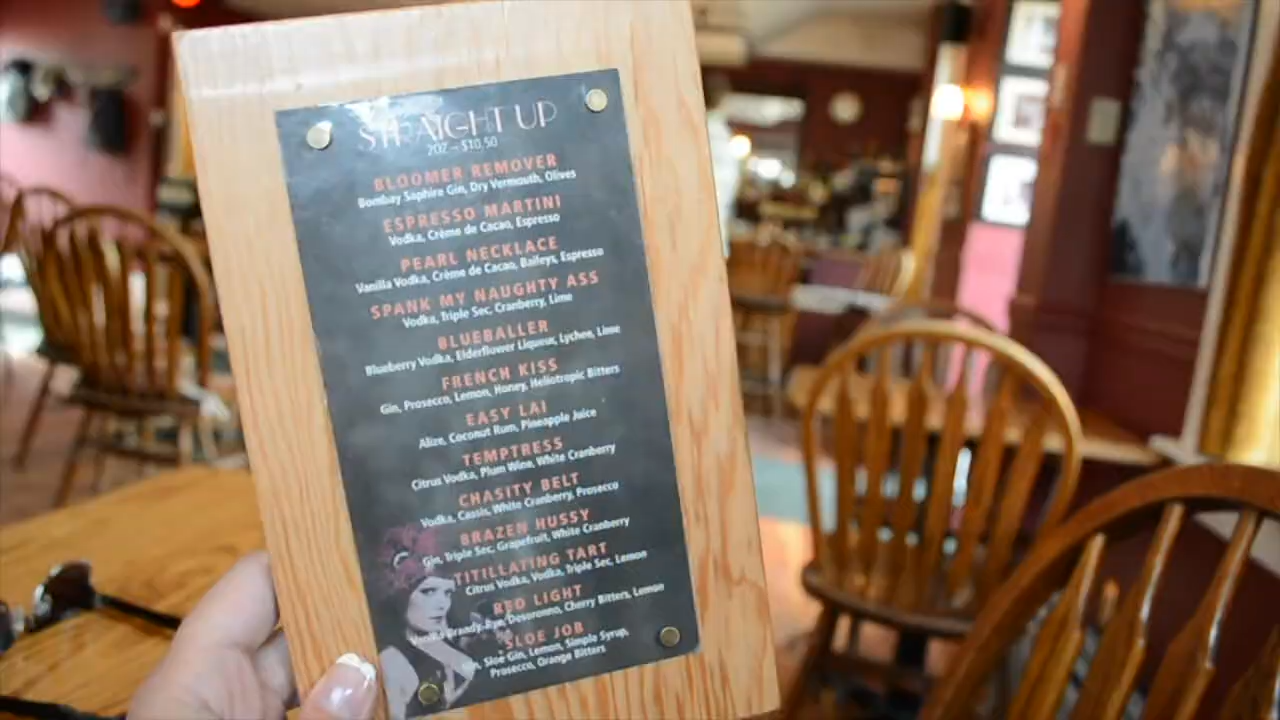 STRAIGHT UP
2OZ – $10.50
BLOOMER REMOVER
Bombay Saphire Gin, Dry Vermouth, Olives
ESPRESSO MARTINI
Vodka, Crème de Cacao, Espresso
PEARL NECKLACE
Vanilla Vodka, Crème de Cacao, Baileys, Espresso
SPANK MY NAUGHTY ASS
Vodka, Triple Sec, Cranberry, Lime
BLUEBALLER
Blueberry Vodka, Elderflower Liqueur, Lychee, Lime
FRENCH KISS
Gin, Prosecco, Lemon, Honey, Heliotropic Bitters
EASY LAI
Alize, Coconut Rum, Pineapple Juice
TEMPTRESS
Citrus Vodka, Plum Wine, White Cranberry
CHASITY BELT
Vodka, Cassis, White Cranberry, Prosecco
BRAZEN HUSSY
Gin, Triple Sec, Grapefruit, White Cranberry
TITILLATING TART
Citrus Vodka, Vodka, Triple Sec, Lemon
RED LIGHT
Vodka Brandy, Rye, Desoronno, Cherry Bitters, Lemon
SLOE JOB
Gin, Sloe Gin, Lemon, Simple Syrup,
Prosecco, Orange Bitters